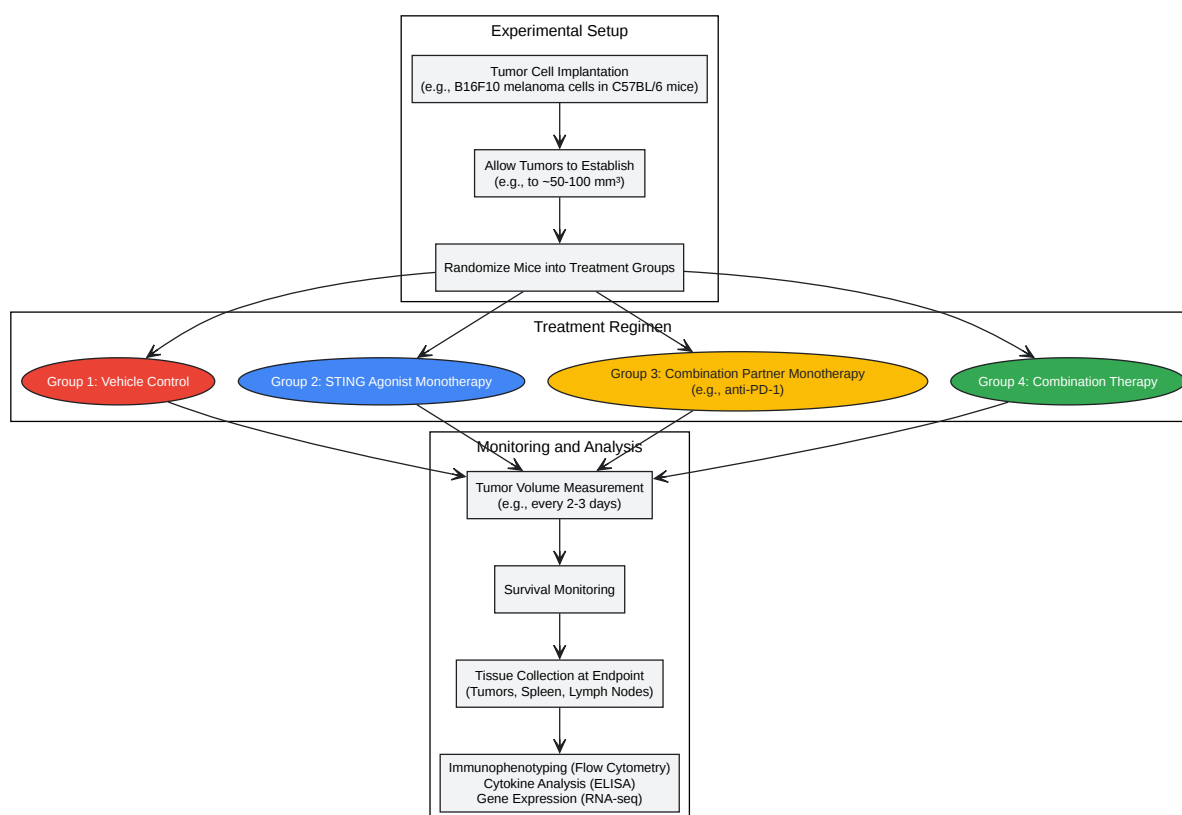 Experimental Setup
Tumor Cell Implantation
(e.g., B16F10 melanoma cells in C57BL/6 mice)
Allow Tumors to Establish
(e.g., to ~50-100 mm³)
Randomize Mice into Treatment Groups
Treatment Regimen
Group 1: Vehicle Control
Group 2: STING Agonist Monotherapy
Group 3: Combination Partner Monotherapy
(e.g., anti-PD-1)
Group 4: Combination Therapy
Monitoring and Analysis
Tumor Volume Measurement
(e.g., every 2-3 days)
Survival Monitoring
Tissue Collection at Endpoint
(Tumors, Spleen, Lymph Nodes)
Immunophenotyping (Flow Cytometry)
Cytokine Analysis (ELISA)
Gene Expression (RNA-seq)